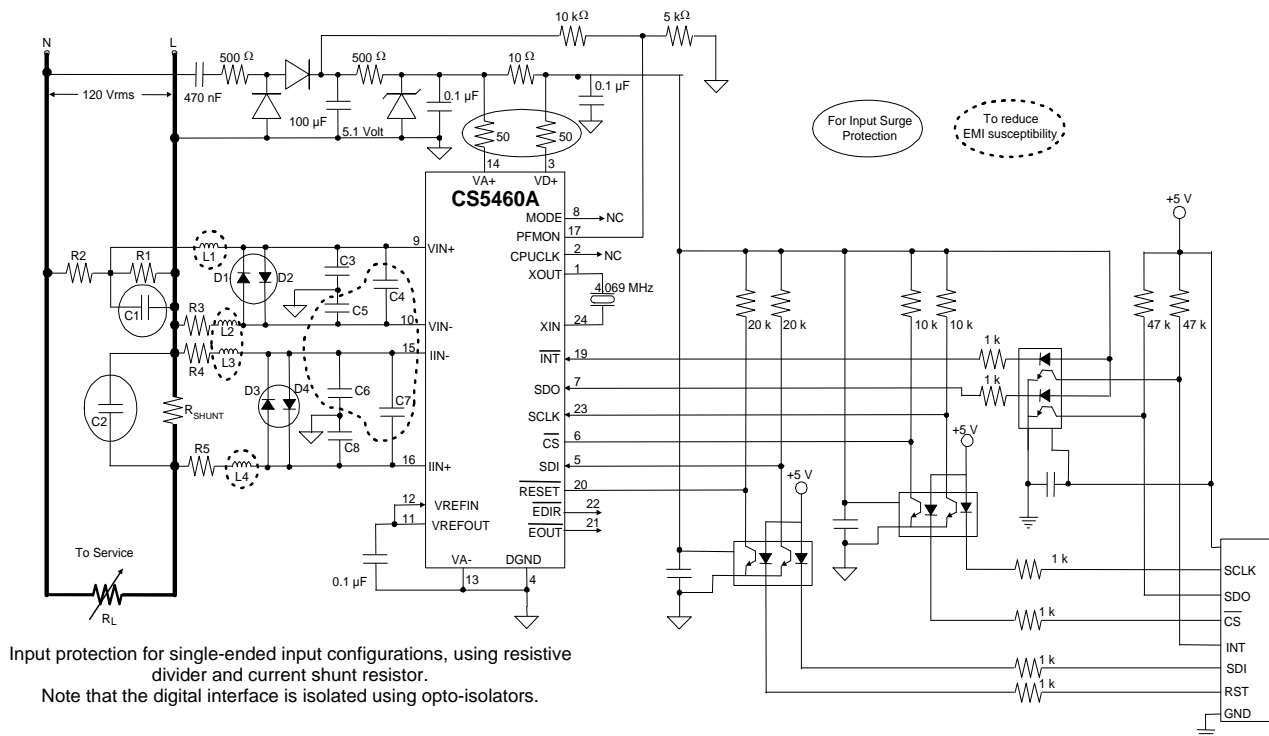 10 kΩ
5 kΩ
N
L
500 Ω
500 Ω
10 Ω
120 Vrms
470 nF
100 µF
5.1 Volt
0.1 µF
0.1 µF
50
50
14
3
VA+
VD+
CS5460A
For Input Surge
Protection
To reduce
EMI susceptibility
+5 V
MODE
8
NC
PFMON
17
CPUCLK
2
NC
XOUT
1
4.069 MHz
XIN
24
9
VIN+
L1
R2
R1
D1
D2
C3
C4
C5
C1
R3
L2
10
VIN-
15
IIN-
R4
L3
D3
D4
C6
C7
C2
RSHUNT
C8
R5
L4
16
IIN+
20 k
20 k
10 k
10 k
47 k
47 k
INT
19
1 k
SDO
7
1 k
SCLK
23
CS
6
+5 V
SDI
5
+5 V
RESET
20
EDIR
22
EOUT
21
12
VREFIN
11
VREFOUT
0.1 µF
VA-
DGND
13
4
To Service
RL
1 k
SCLK
SDO
1 k
CS
INT
1 k
SDI
1 k
RST
GND
Input protection for single-ended input configurations, using resistive
divider and current shunt resistor.
Note that the digital interface is isolated using opto-isolators.